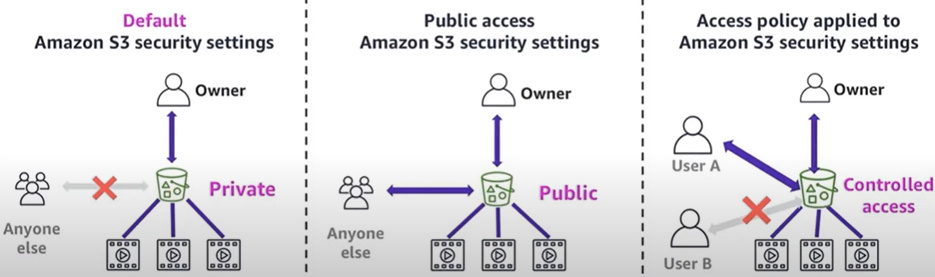 Default
Amazon S3 security settings
Owner
Private
Anyone
else
Public access
Amazon S3 security settings
Owner
Public
Anyone
else
Access policy applied to
Amazon S3 security settings
Owner
User A
Controlled
access
User B